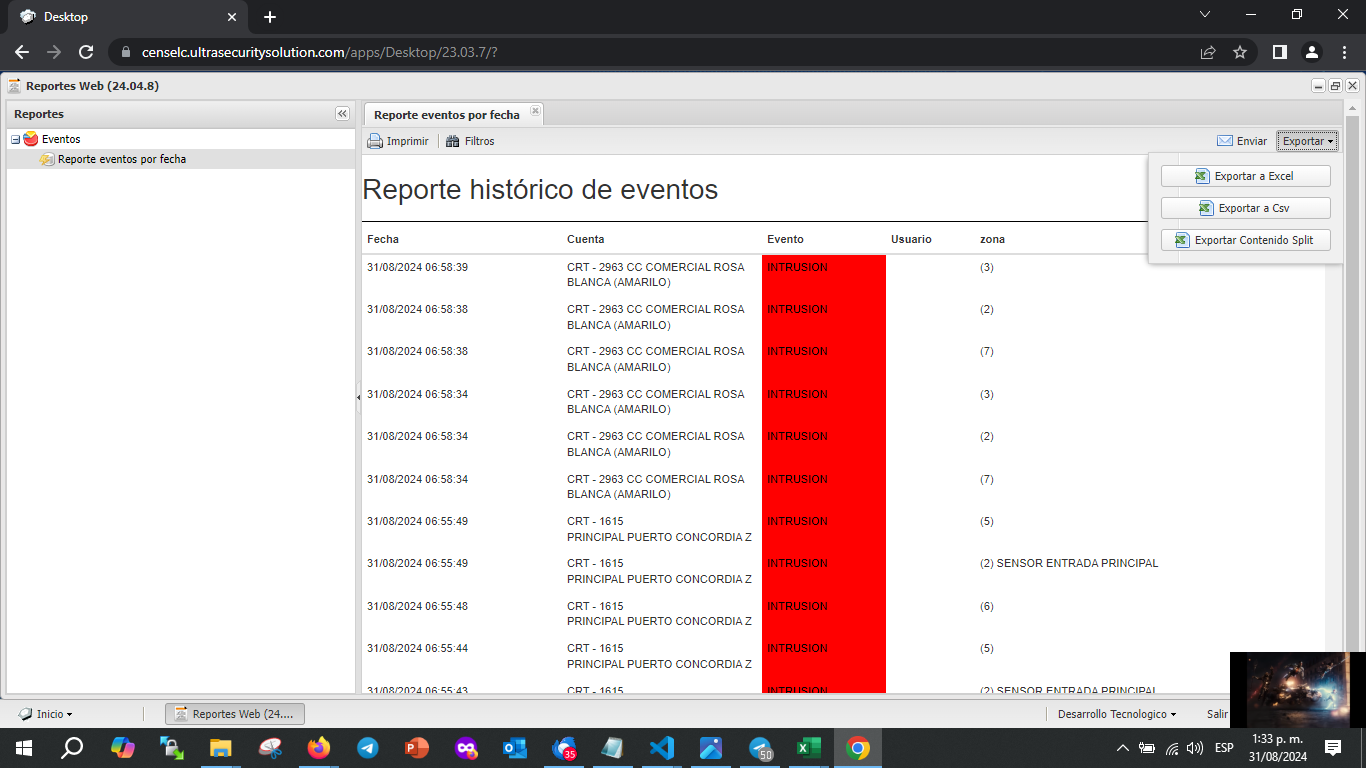 Desktop
censelc.ultrasecuritysolution.com/apps/Desktop/23.03.7/?
Reportes Web (24.04.8)
Reportes
Reporte eventos por fecha
Eventos
Reporte eventos por fecha
Imprimir
Filtros
Enviar
Exportar
Exportar a Excel
Exportar a Csv
Exportar Contenido Split
Reporte histórico de eventos
Fecha Cuenta Evento Usuario zona
31/08/2024 06:58:39 CRT - 2963 CC COMERCIAL ROSA INTRUSION (3)
BLANCA (AMARILO)
31/08/2024 06:58:38 CRT - 2963 CC COMERCIAL ROSA INTRUSION (2)
BLANCA (AMARILO)
31/08/2024 06:58:38 CRT - 2963 CC COMERCIAL ROSA INTRUSION (7)
BLANCA (AMARILO)
31/08/2024 06:58:34 CRT - 2963 CC COMERCIAL ROSA INTRUSION (3)
BLANCA (AMARILO)
31/08/2024 06:58:34 CRT - 2963 CC COMERCIAL ROSA INTRUSION (2)
BLANCA (AMARILO)
31/08/2024 06:58:34 CRT - 2963 CC COMERCIAL ROSA INTRUSION (7)
BLANCA (AMARILO)
31/08/2024 06:55:49 CRT - 1615 INTRUSION (5)
PRINCIPAL PUERTO CONCORDIA Z
31/08/2024 06:55:49 CRT - 1615 INTRUSION (2) SENSOR ENTRADA PRINCIPAL
PRINCIPAL PUERTO CONCORDIA Z
31/08/2024 06:55:48 CRT - 1615 INTRUSION (6)
PRINCIPAL PUERTO CONCORDIA Z
31/08/2024 06:55:44 CRT - 1615 INTRUSION (5)
PRINCIPAL PUERTO CONCORDIA Z
31/08/2024 06:55:43 CRT - 1615 INTRUSION (2) SENSOR ENTRADA PRINCIPAL
Inicio
Reportes Web (24....
Desarrollo Tecnologico
Salir
35
50
ESP
1:33 p. m.
31/08/2024